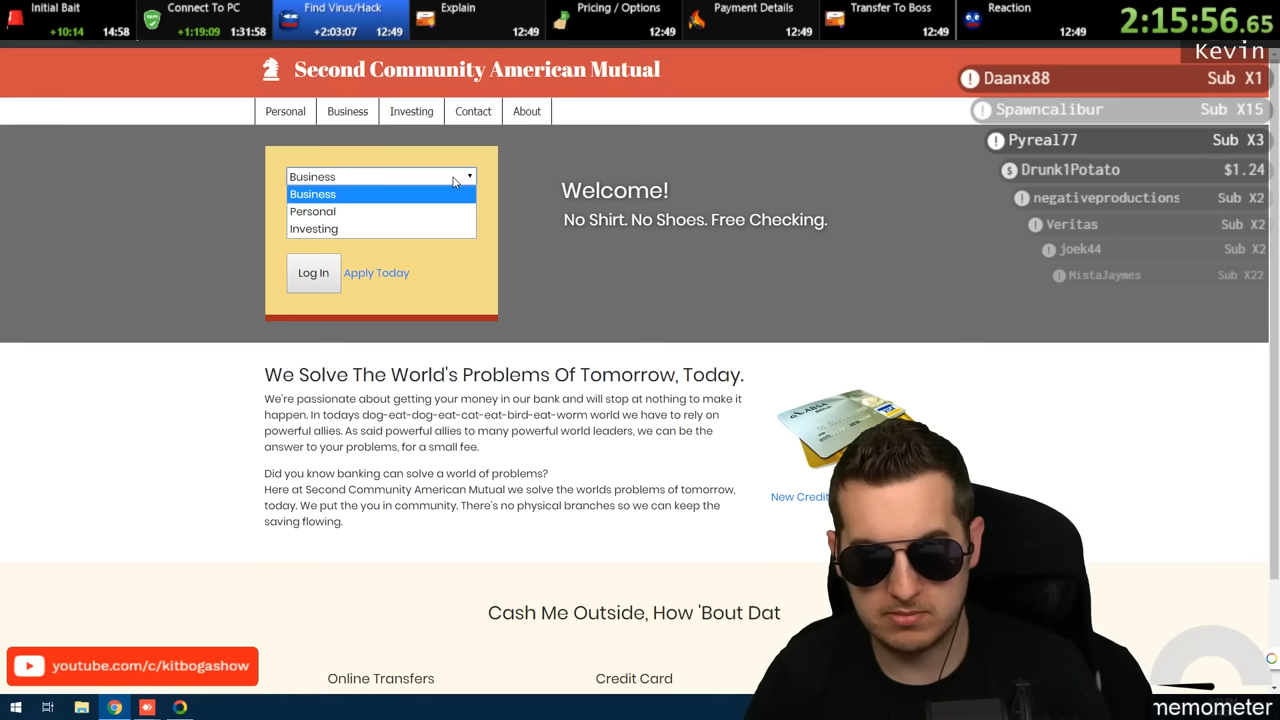 Initial Bait
+10:14 14:58
Connect To PC
+1:19:09 1:31:58
Find Virus/Hack
+2:03:07 12:49
Explain
12:49
Pricing / Options
12:49
Payment Details
12:49
Transfer To Boss
12:49
Reaction
12:49
2:15:56.65
Kevin
Second Community American Mutual
Daanx88 Sub X1
Spawncalibur Sub X15
Pyreal77 Sub X3
Drunk1Potato $1.24
negativeproductions Sub X2
Veritas Sub X2
joek44 Sub X2
MistaJaymes Sub X22
Personal Business Investing Contact About
Business
Business
Personal
Investing
Log In Apply Today
Welcome!
No Shirt. No Shoes. Free Checking.
We Solve The World's Problems Of Tomorrow, Today.
We're passionate about getting your money in our bank and will stop at nothing to make it
happen. In todays dog-eat-dog-eat-cat-eat-bird-eat-worm world we have to rely on
powerful allies. As said powerful allies to many powerful world leaders, we can be the
answer to your problems, for a small fee.
Did you know banking can solve a world of problems?
Here at Second Community American Mutual we solve the worlds problems of tomorrow,
today. We put the you in community. There's no physical branches so we can keep the
saving flowing.
VISA
New Credit
Cash Me Outside, How 'Bout Dat
Online Transfers
Credit Card
youtube.com/c/kitbogashow
memometer